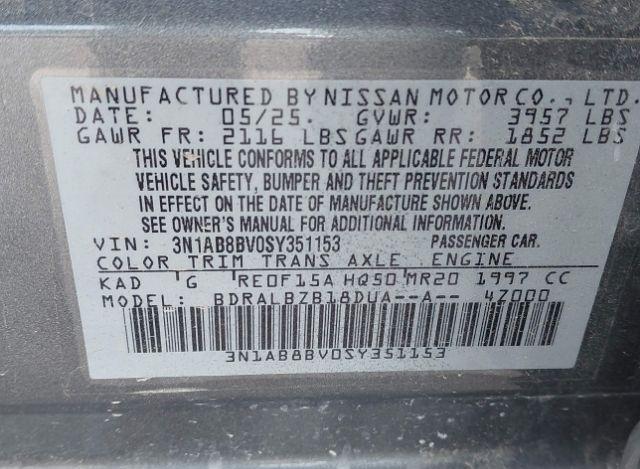 MANUFACTURED BY NISSAN MOTOR CO., LTD.
DATE: 05/25. GVWR: 3957 LBS
GAWR FR: 2116 LBS GAWR RR: 1852 LBS
THIS VEHICLE CONFORMS TO ALL APPLICABLE FEDERAL MOTOR
VEHICLE SAFETY, BUMPER AND THEFT PREVENTION STANDARDS
IN EFFECT ON THE DATE OF MANUFACTURE SHOWN ABOVE.
SEE OWNER'S MANUAL FOR ADDITIONAL INFORMATION.
VIN: 3N1AB8BV0SY351153 PASSENGER CAR.
COLOR TRIM TRANS AXLE ENGINE
KAD G RE0F15A HQ50 MR20 1997 CC
MODEL: BDRALBZB18DUA--A-- 4Z000
3N1AB8BV0SY351153